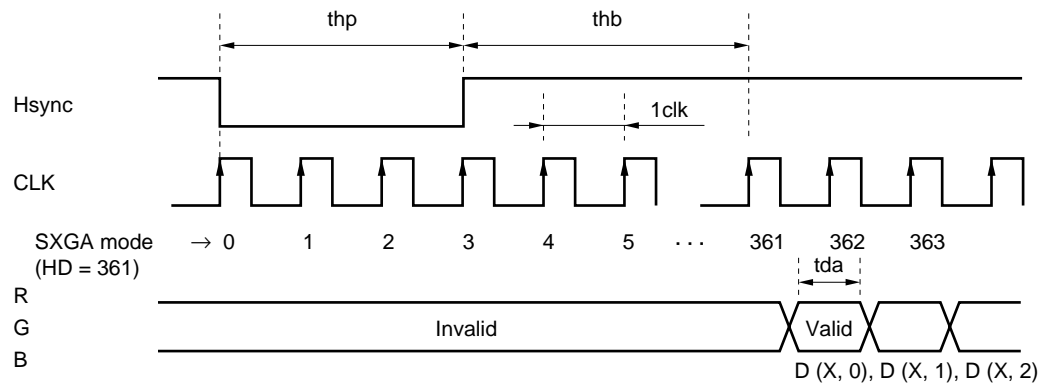 thp thb
Hsync
1clk
CLK
SXGA mode → 0 1 2 3 4 5 · · · 361 362 363
(HD = 361)
tda
R
G Invalid Valid
B
D (X, 0), D (X, 1), D (X, 2)